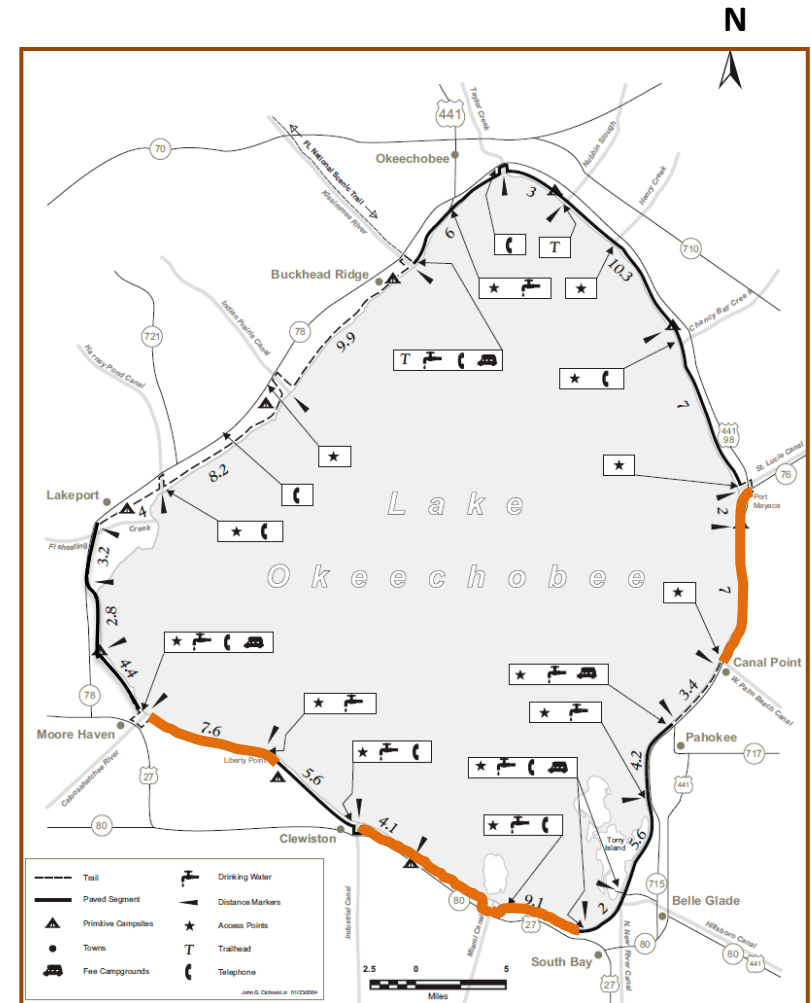 N
441
Taylor Creek
Nubbin Slough
70
Okeechobee
FL National Scenic Trail
Kissimmee River
3
Henry Creek
T
6
710
10.3
Buckhead Ridge
Indian Prairie Canal
Chancy Bay Creek
721
78
9.9
T
Harney Pond Canal
7
441
98
St. Lucie Canal
76
8.2
Lakeport
4
Port
Mayaca
2
Lake
Creek
Fisheating
3.2
Okeechobee
7
2.8
Canal Point
4.4
3.4
W. Palm Beach Canal
78
7.6
Moore Haven
Pahokee
717
Liberty Point
4.2
27
5.6
441
Caloosahatchee River
80
4.1
Clewiston
Torry
Island
5.6
715
80
9.1
2
Belle Glade
27
Industrial Canal
Miami Canal
N. New River Canal
Hillsboro Canal
80
80
441
South Bay
27
Trail
Drinking Water
Paved Segment
Distance Markers
Primitive Campsites
Access Points
Towns
T
Trailhead
Fee Campgrounds
Telephone
2.5 0 5
Miles